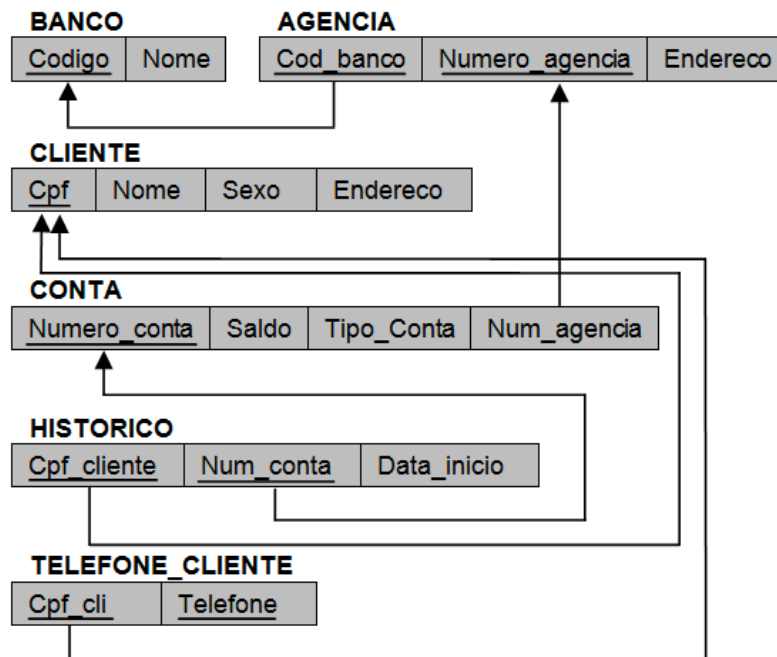 BANCO AGENCIA
Codigo Nome Cod_banco Numero_agencia Endereco
CLIENTE
Cpf Nome Sexo Endereco
CONTA
Numero_conta Saldo Tipo_Conta Num_agencia
HISTORICO
Cpf_cliente Num_conta Data_inicio
TELEFONE_CLIENTE
Cpf_cli Telefone